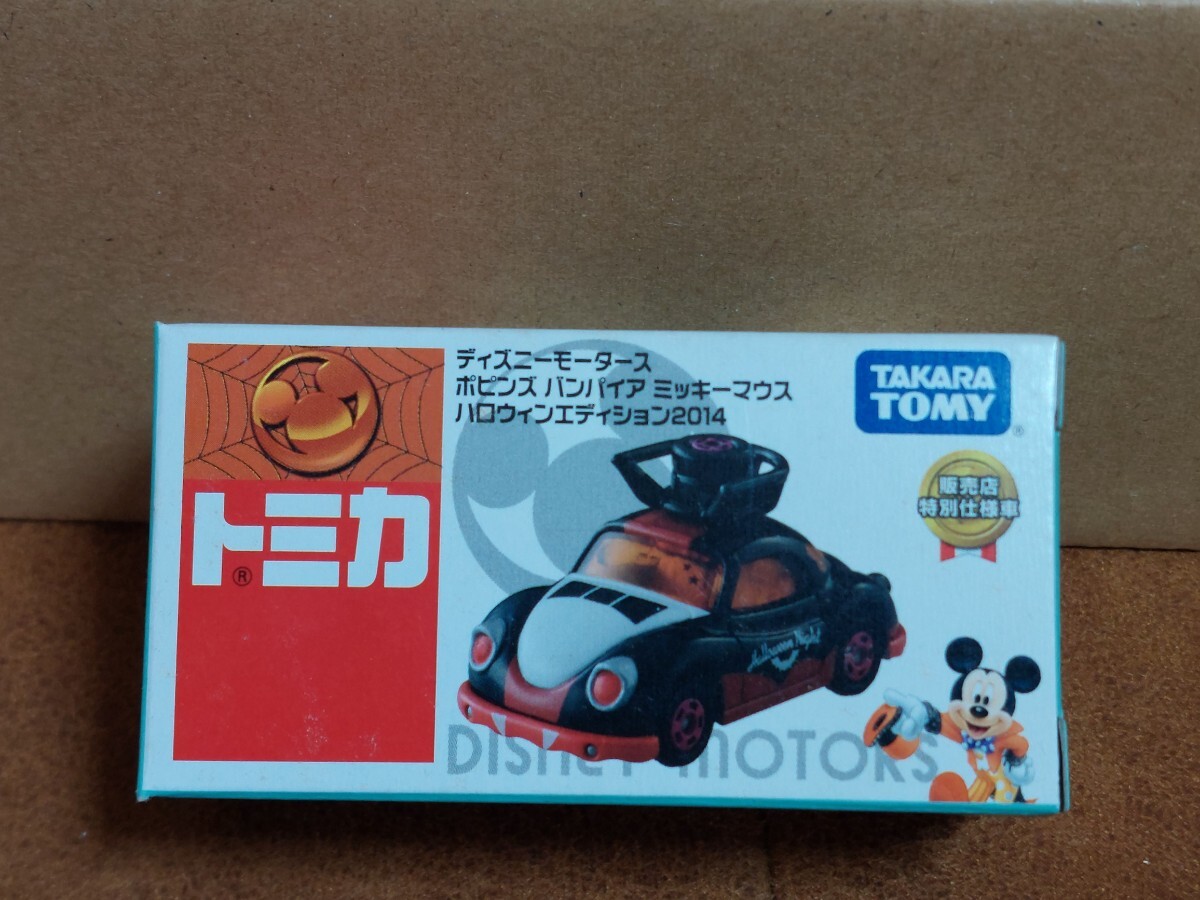 ディズニーモータース
ポピンズ バンパイア ミッキーマウス
ハロウィンエディション2014
TAKARA
TOMY
®
トミカ
®
販売店
特別仕様車
Halloween Night
DISNEY MOTORS